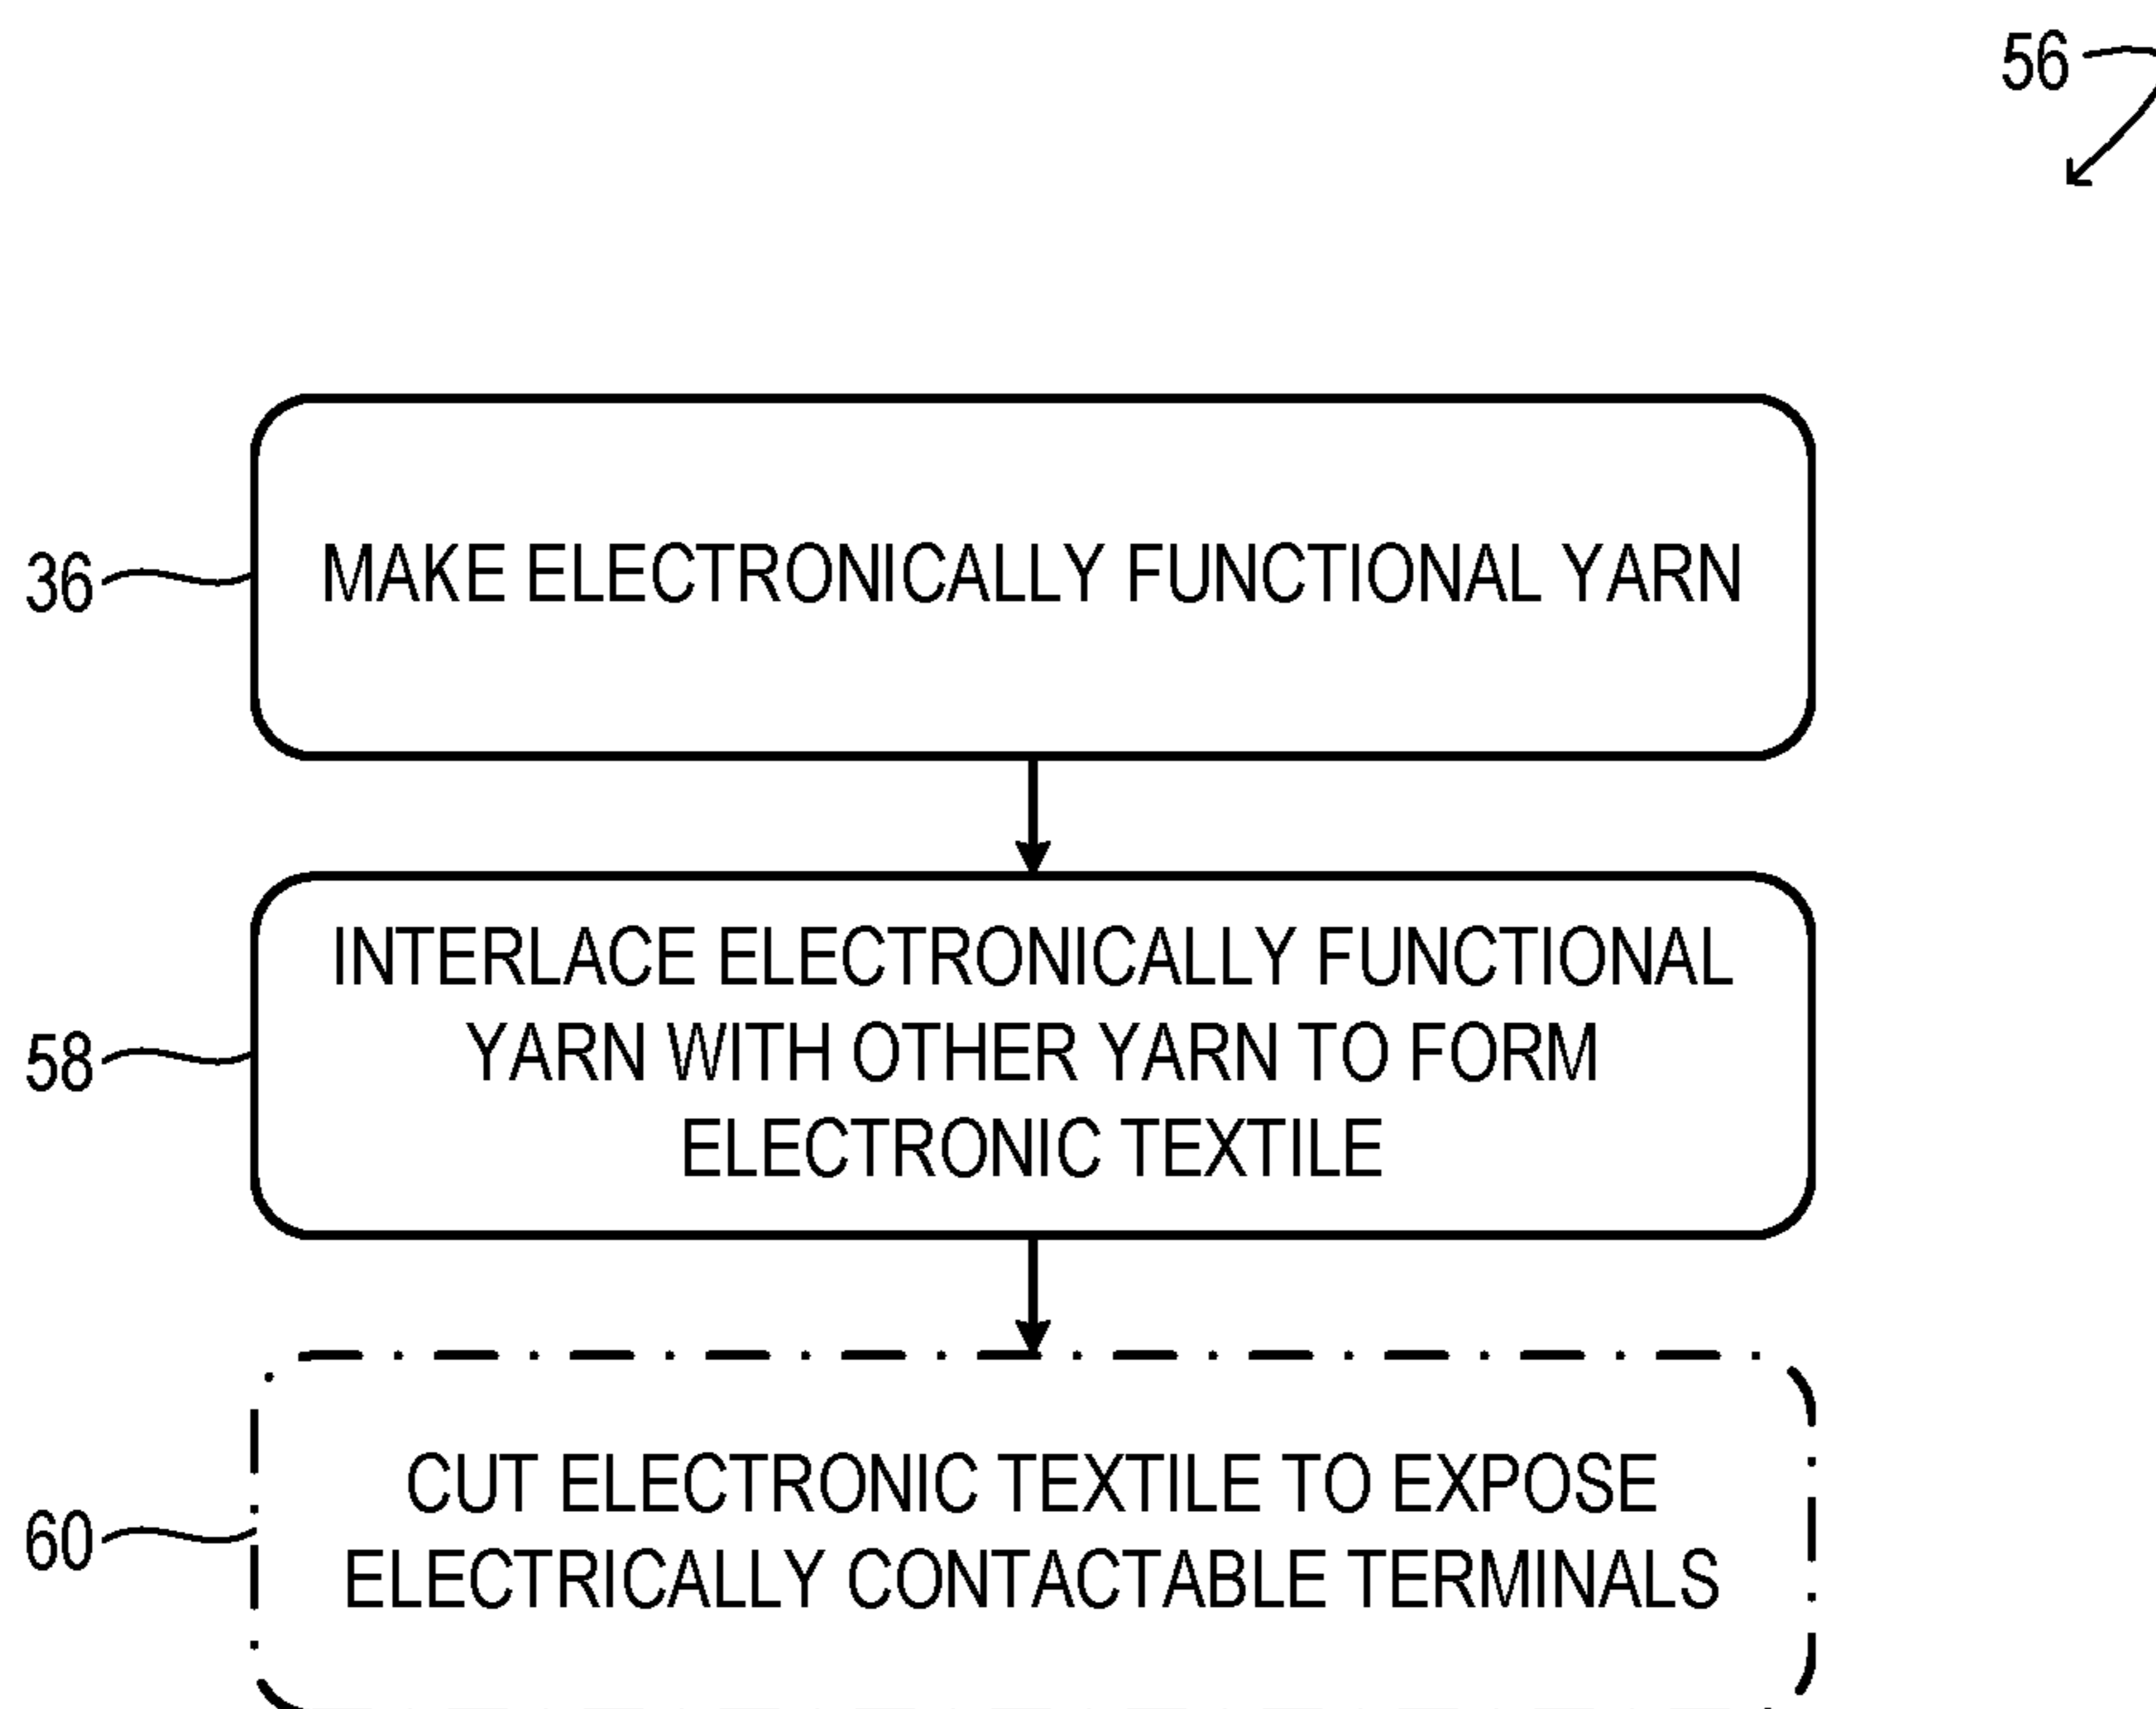 56
36
MAKE ELECTRONICALLY FUNCTIONAL YARN
58
INTERLACE ELECTRONICALLY FUNCTIONAL
YARN WITH OTHER YARN TO FORM
ELECTRONIC TEXTILE
60
CUT ELECTRONIC TEXTILE TO EXPOSE
ELECTRICALLY CONTACTABLE TERMINALS